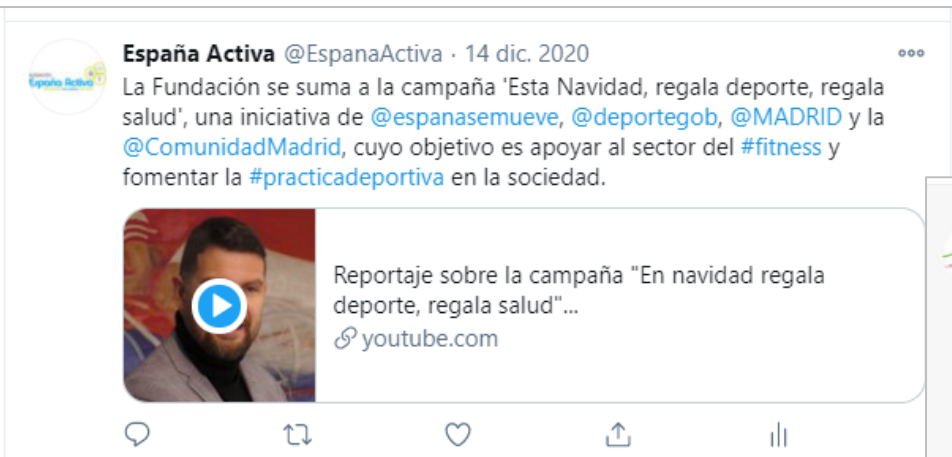 España Activa @EspanaActiva · 14 dic. 2020
La Fundación se suma a la campaña 'Esta Navidad, regala deporte, regala
salud', una iniciativa de @espanasemueve, @deportegob, @MADRID y la
@ComunidadMadrid, cuyo objetivo es apoyar al sector del #fitness y
fomentar la #practicadeportiva en la sociedad.
España Activa
Reportaje sobre la campaña "En navidad regala
deporte, regala salud"...
youtube.com